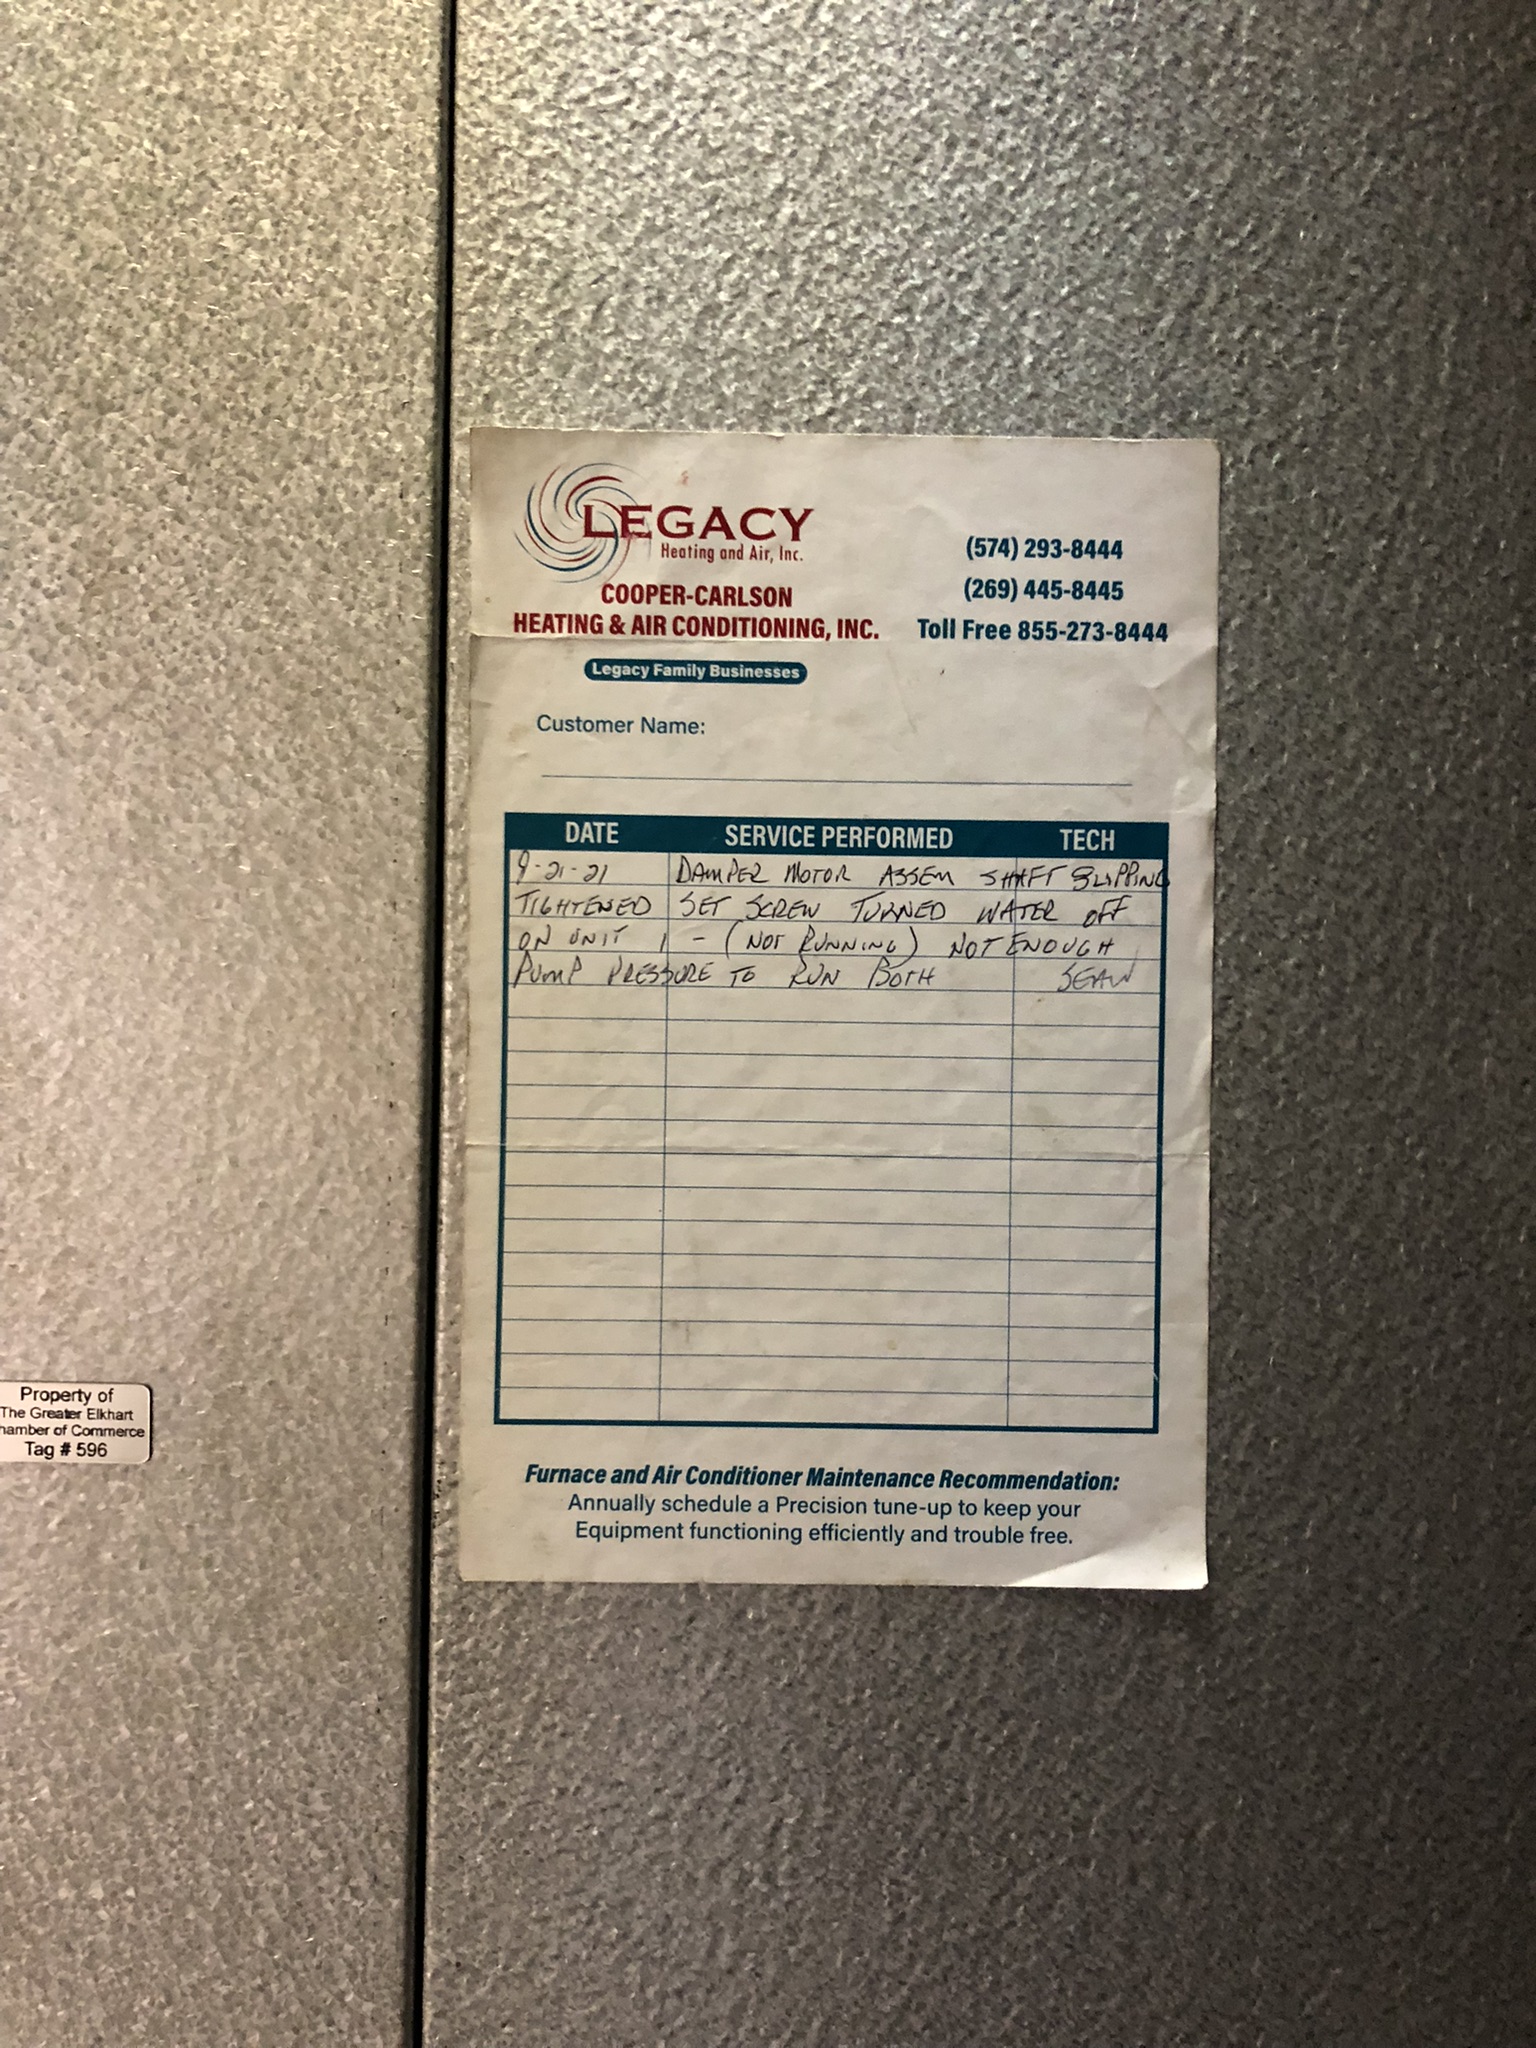 LEGACY
Heating and Air, Inc.
COOPER-CARLSON
HEATING & AIR CONDITIONING, INC.
Legacy Family Businesses
(574) 293-8444
(269) 445-8445
Toll Free 855-273-8444
Customer Name:
DATE SERVICE PERFORMED TECH
9-21-21 DAMPER MOTOR ASSEM SHAFT SLIPPING
TIGHTENED SET SCREW TURNED WATER OFF
ON UNIT 1 - (NOT RUNNING) NOT ENOUGH
PUMP PRESSURE TO RUN BOTH SEAN
Furnace and Air Conditioner Maintenance Recommendation:
Annually schedule a Precision tune-up to keep your
Equipment functioning efficiently and trouble free.
Property of
The Greater Elkhart
hamber of Commerce
Tag # 596